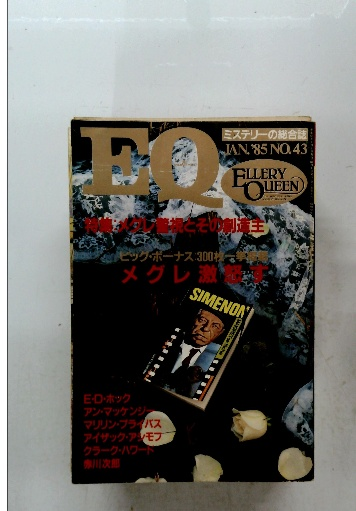 EQ
ミステリーの総合誌
JAN. '85 NO. 43
ELLERY
QUEEN
特集:メグレ警視とその創造主
ビッグ・ボーナス300枚一挙掲載
メグレ激怒す
SIMENON
E・D・ホック
アン・マッケンジー
マリリン・プライバス
アイザック・アシモフ
クラーク・ハワード
赤川次郎